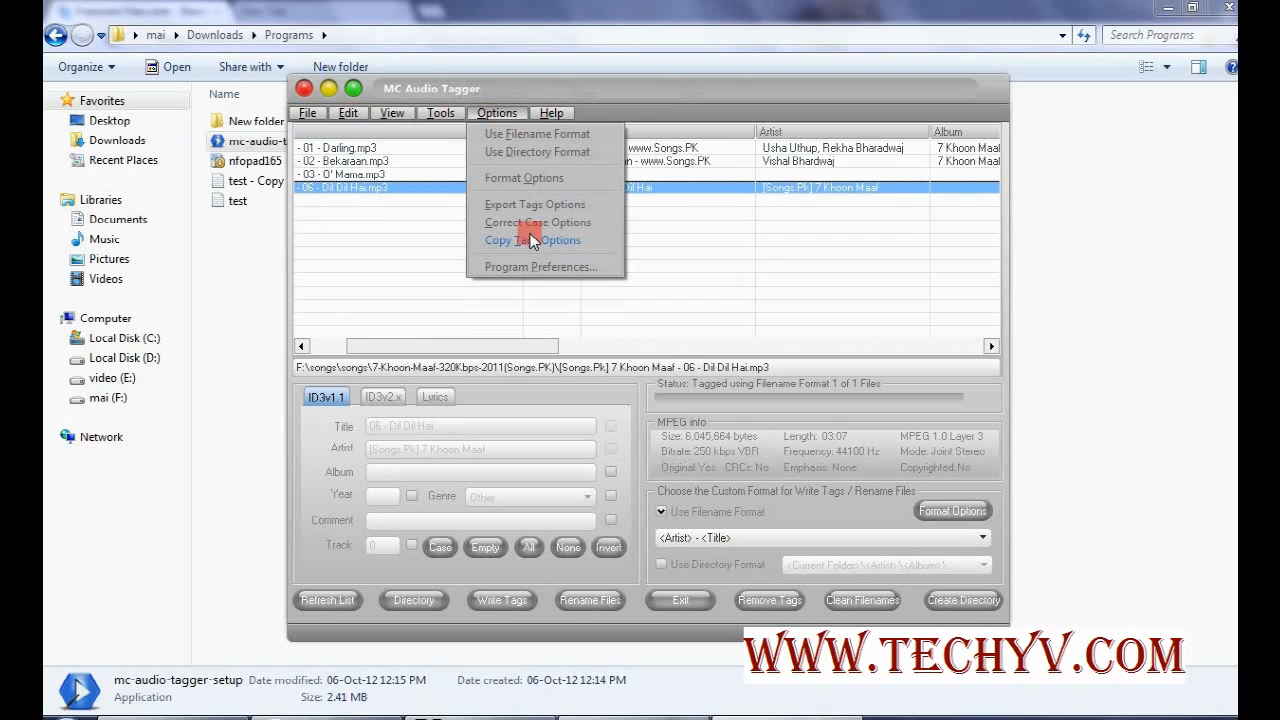 mai
Downloads
Programs
Search Programs
Organize
Open
Share with
New folder
Favorites
Desktop
Downloads
Recent Places
Libraries
Documents
Music
Pictures
Videos
Computer
Local Disk (C:)
Local Disk (D:)
video (E:)
mai (F:)
Network
Name
New folder
mc-audio-t
nfopad165
test - Copy
test
MC Audio Tagger
File Edit View Tools Options Help
Use Filename Format
Use Directory Format
Format Options
Export Tags Options
Correct Case Options
Copy Options
Program Preferences...
Artist Album
- 01 - Darling.mp3 www.Songs.PK Usha Uthup, Rekha Bharadwaj 7 Khoon Maaf
- 02 - Bekaraan.mp3 n - www.Songs.PK Vishal Bhardwaj 7 Khoon Maaf
- 03 - O' Mama.mp3
- 06 - Dil Dil Hai.mp3 il Hai [Songs.Pk] 7 Khoon Maaf
F:\songs\songs\7-Khoon-Maaf-320Kbps-2011(Songs.PK)\[Songs.Pk] 7 Khoon Maaf - 06 - Dil Dil Hai.mp3
ID3v1.1 ID3v2.x Lyrics
Title 06 - Dil Dil Hai
Artist [Songs.Pk] 7 Khoon Maaf
Album
Year Genre Other
Comment
Track 0 Case Empty All None Invert
Status: Tagged using Filename Format 1 of 1 Files
MPEG info
Size: 6,045,664 bytes Length: 03:07 MPEG 1.0 Layer 3
Bitrate: 250 kbps VBR Frequency: 44100 Hz Mode: Joint Stereo
Original: Yes CRCs: No Emphasis: None Copyrighted: No
Choose the Custom Format for Write Tags / Rename Files
Use Filename Format Format Options
<Artist> - <Title>
Use Directory Format <Current Folder>\<Artist>\<Album>\
Refresh List Directory Write Tags Rename Files Exit Remove Tags Clean Filenames Create Directory
WWW.TECHYV.COM
mc-audio-tagger-setup Date modified: 06-Oct-12 12:15 PM Date created: 06-Oct-12 12:14 PM
Application Size: 2.41 MB